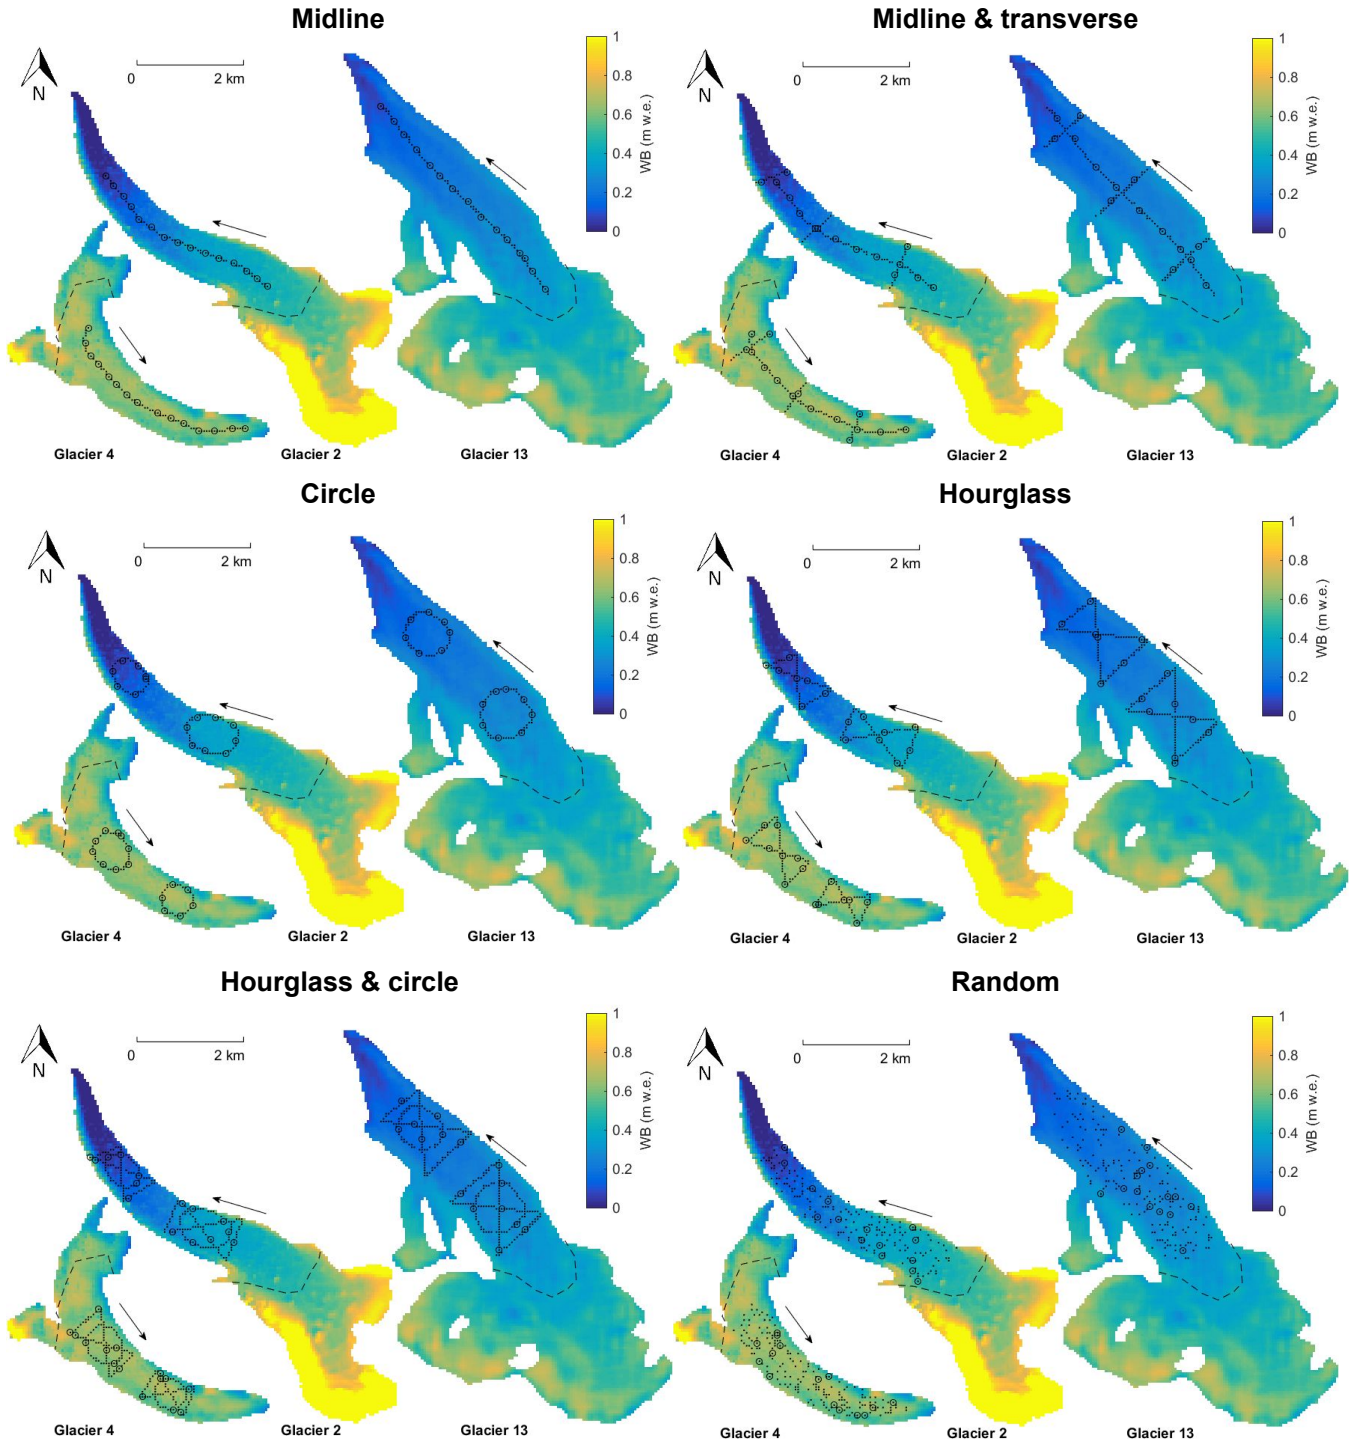 Midline
N
0 2 km
1
0.8
0.6
0.4
0.2
0
WB (m w.e.)
Glacier 4 Glacier 2 Glacier 13
Midline & transverse
N
0 2 km
1
0.8
0.6
0.4
0.2
0
WB (m w.e.)
Glacier 4 Glacier 2 Glacier 13
Circle
N
0 2 km
1
0.8
0.6
0.4
0.2
0
WB (m w.e.)
Glacier 4 Glacier 2 Glacier 13
Hourglass
N
0 2 km
1
0.8
0.6
0.4
0.2
0
WB (m w.e.)
Glacier 4 Glacier 2 Glacier 13
Hourglass & circle
N
0 2 km
1
0.8
0.6
0.4
0.2
0
WB (m w.e.)
Glacier 4 Glacier 2 Glacier 13
Random
N
0 2 km
1
0.8
0.6
0.4
0.2
0
WB (m w.e.)
Glacier 4 Glacier 2 Glacier 13